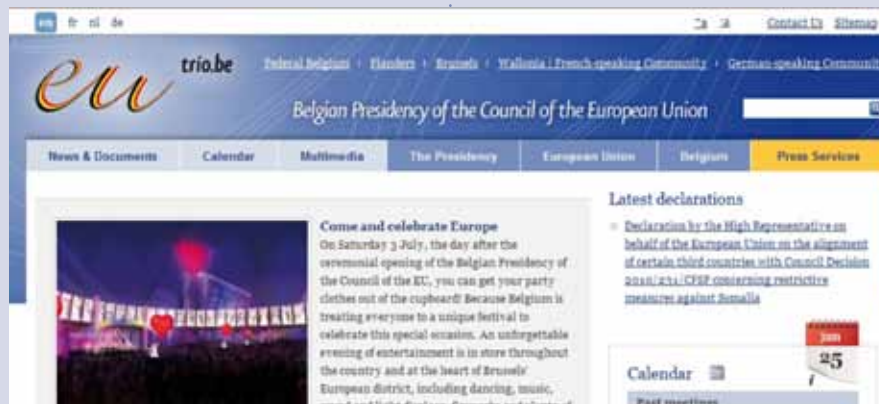 en fr nl de
Contact Us Sitemap
eu trio.be
Federal Belgium Flanders Brussels Wallonia | French-speaking Community German-speaking Communit
Belgian Presidency of the Council of the European Union
News & Documents Calendar Multimedia The Presidency European Union Belgium Press Services
Come and celebrate Europe
On Saturday 3 July, the day after the
ceremonial opening of the Belgian Presidency of
the Council of the EU, you can get your party
clothes out of the cupboard! Because Belgium is
treating everyone to a unique festival to
celebrate this special occasion. An unforgettable
evening of entertainment is in store throughout
the country and at the heart of Brussels'
European district, including dancing, music,
Latest declarations
Declaration by the High Representative on
behalf of the European Union on the alignment
of certain third countries with Council Decision
2010/231/CFSP concerning restrictive
measures against Somalia
Jun
25
Calendar
Past meetings